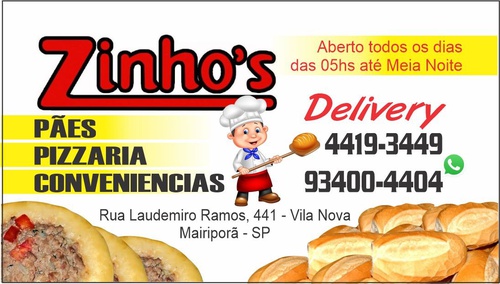 Zinho's
Aberto todos os dias
das 05hs até Meia Noite
PÃES
PIZZARIA
CONVENIENCIAS
Delivery
4419-3449
93400-4404
Rua Laudemiro Ramos, 441 - Vila Nova
Mairiporã - SP